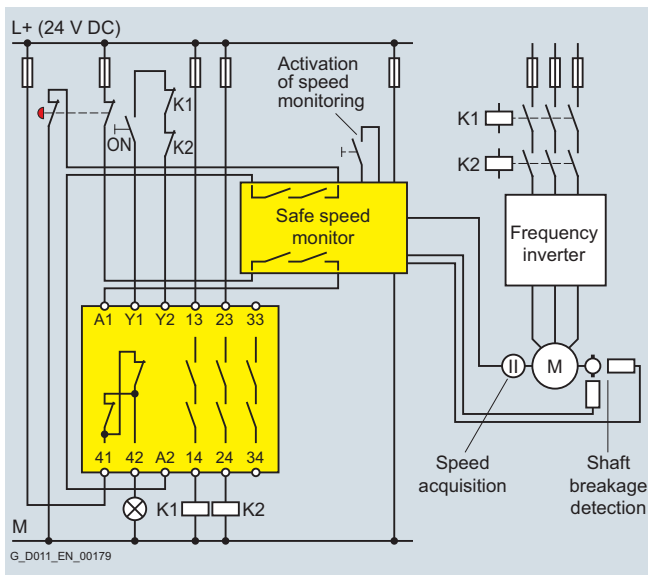 L+ (24 V DC)
Activation
of speed
monitoring
K1
K2
ON
K1
K2
Safe speed
monitor
Frequency
inverter
A1 Y1 Y2 13 23 33
M
41 42 A2 14 24 34
K1
K2
Speed
acquisition
Shaft
breakage
detection
M
G_D011_EN_00179